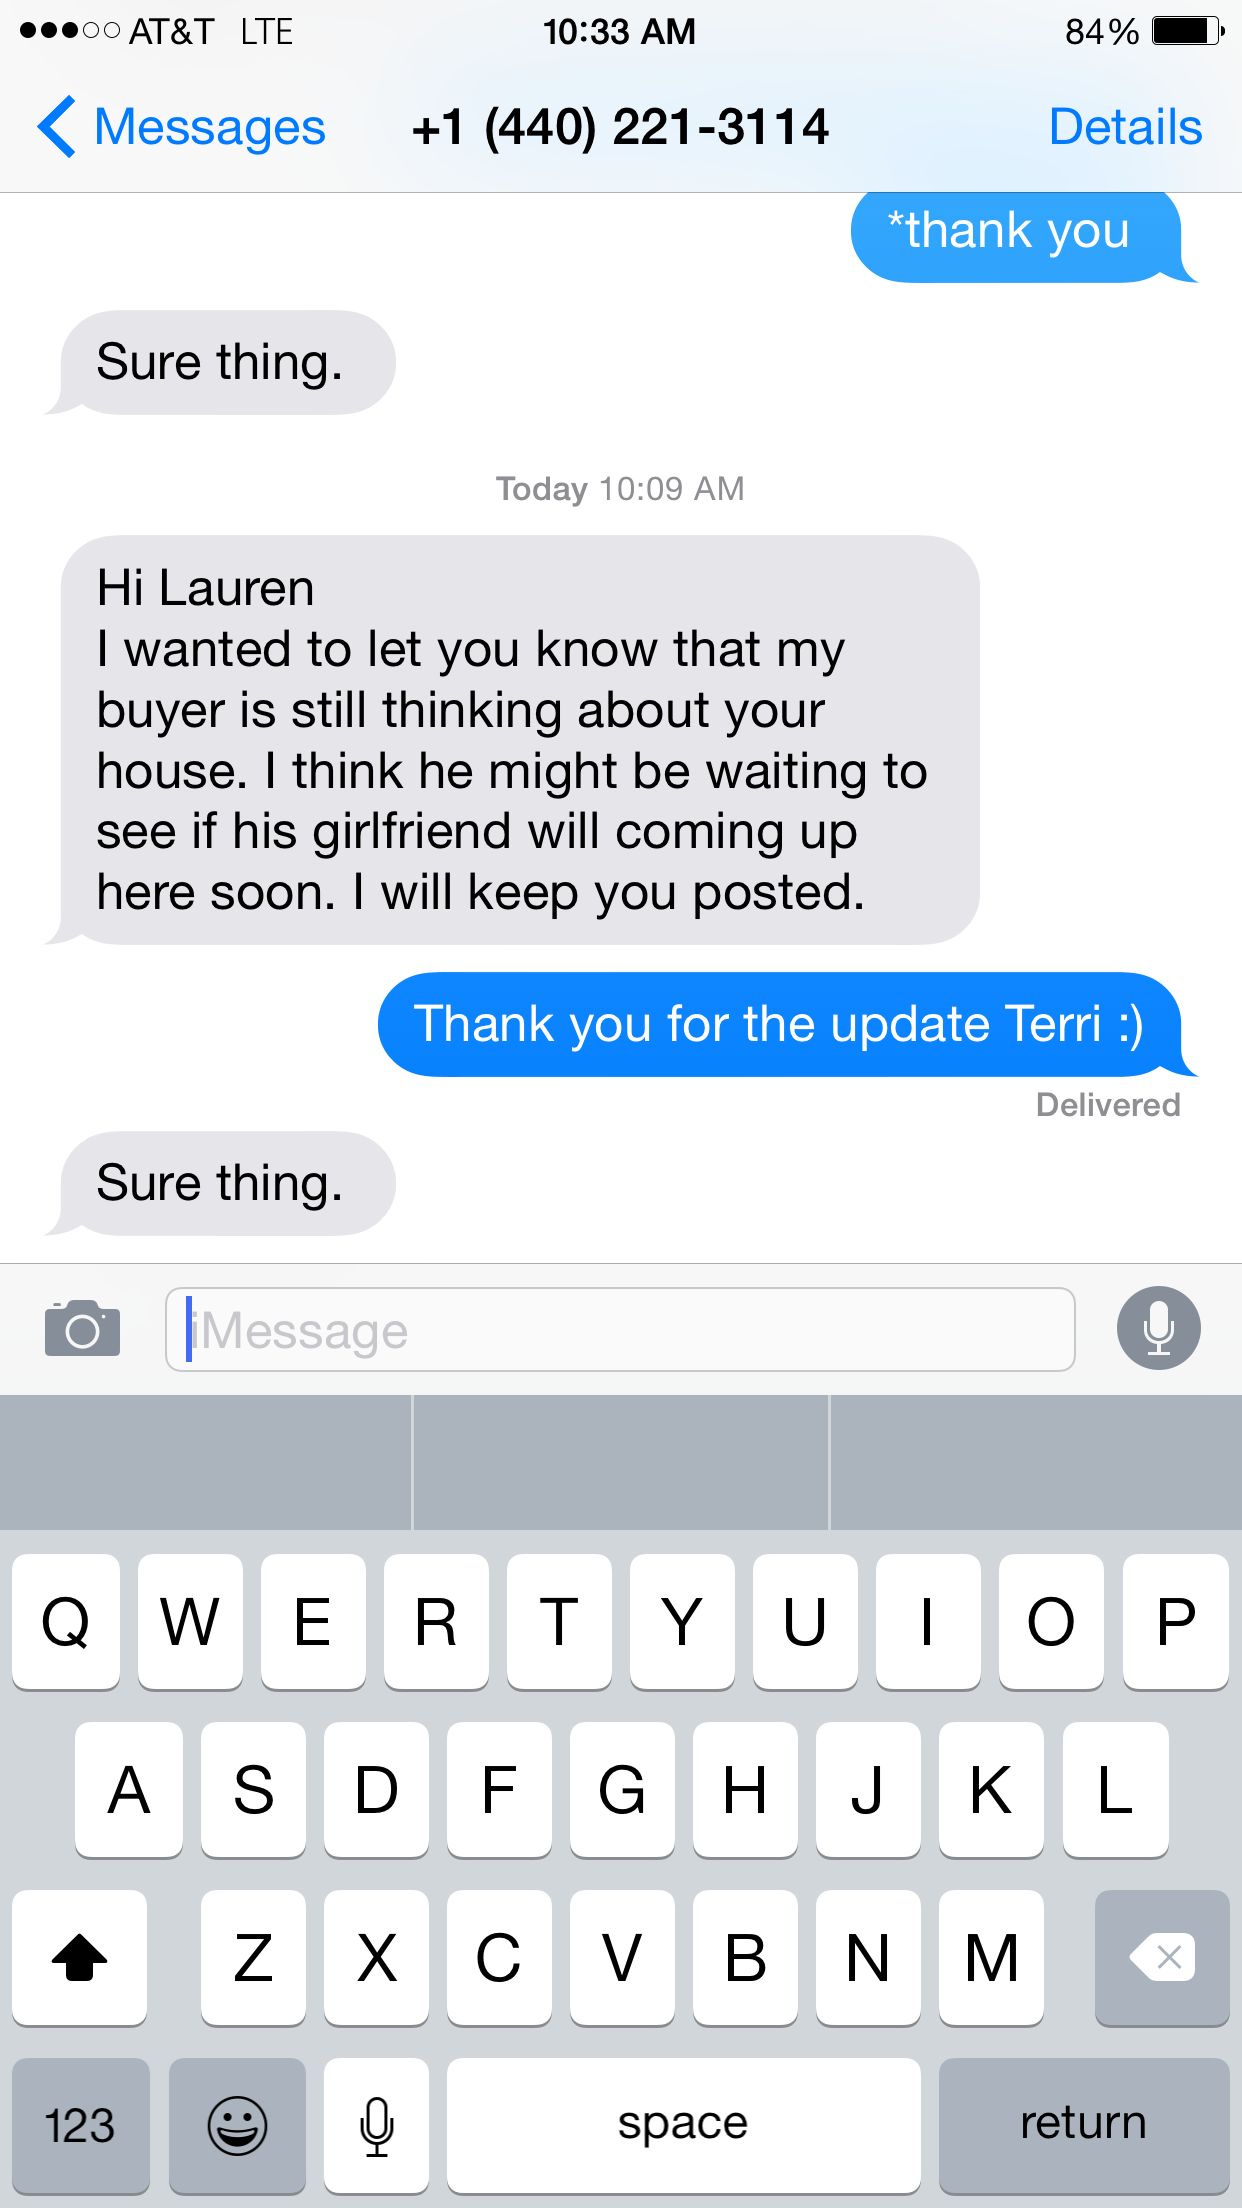 AT&T LTE 10:33 AM 84%
Messages +1 (440) 221-3114 Details
*thank you
Sure thing.
Today 10:09 AM
Hi Lauren
I wanted to let you know that my
buyer is still thinking about your
house. I think he might be waiting to
see if his girlfriend will coming up
here soon. I will keep you posted.
Thank you for the update Terri :)
Delivered
Sure thing.
iMessage
Q W E R T Y U I O P
A S D F G H J K L
Z X C V B N M
123 space return